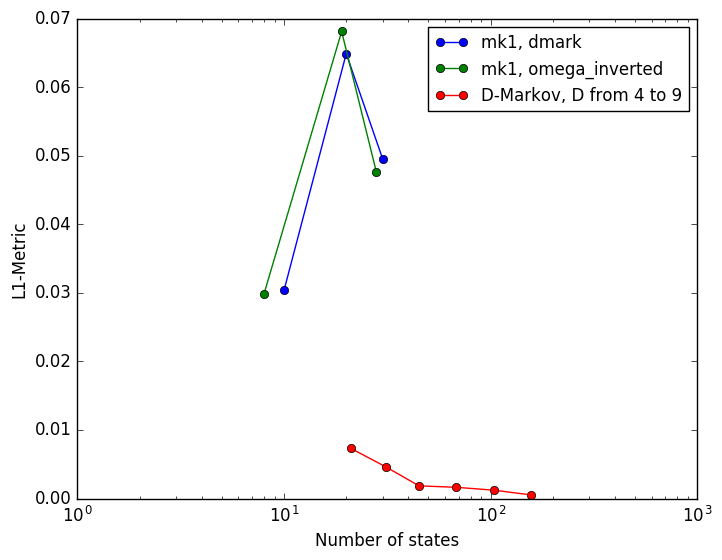 0.07
0.06
0.05
0.04
0.03
0.02
0.01
0.00
L1-Metric
mk1, dmark
mk1, omega_inverted
D-Markov, D from 4 to 9
10^0 10^1 10^2 10^3
Number of states